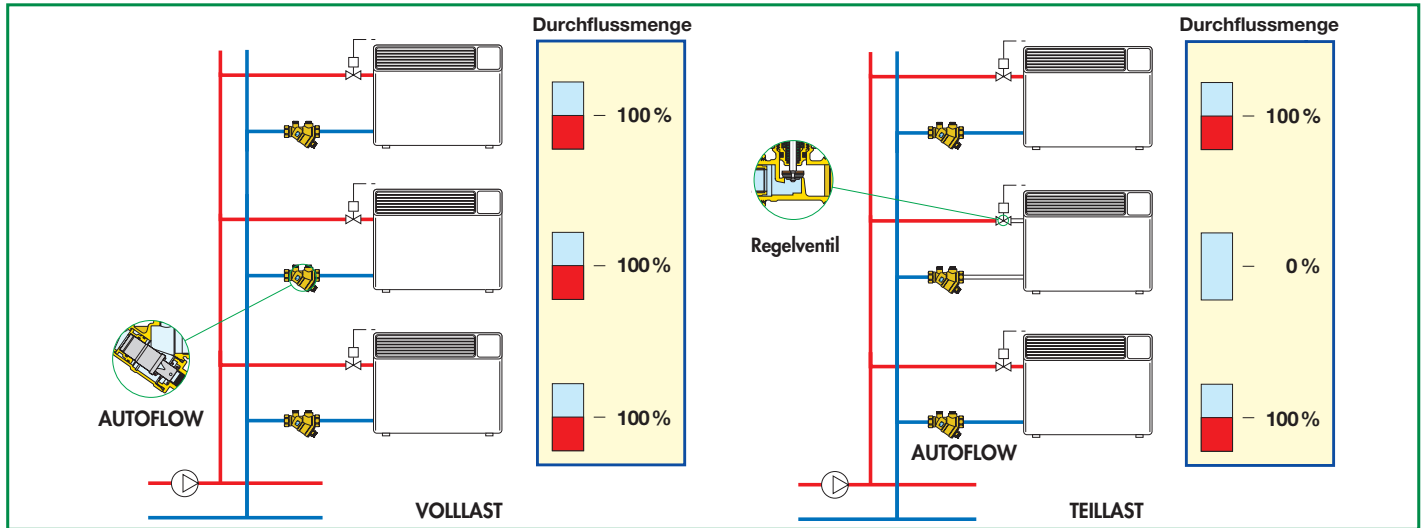 Durchflussmenge
100 %
100 %
100 %
AUTOFLOW
VOLLLAST
Durchflussmenge
100 %
Regelventil
0 %
100 %
AUTOFLOW
TEILLAST